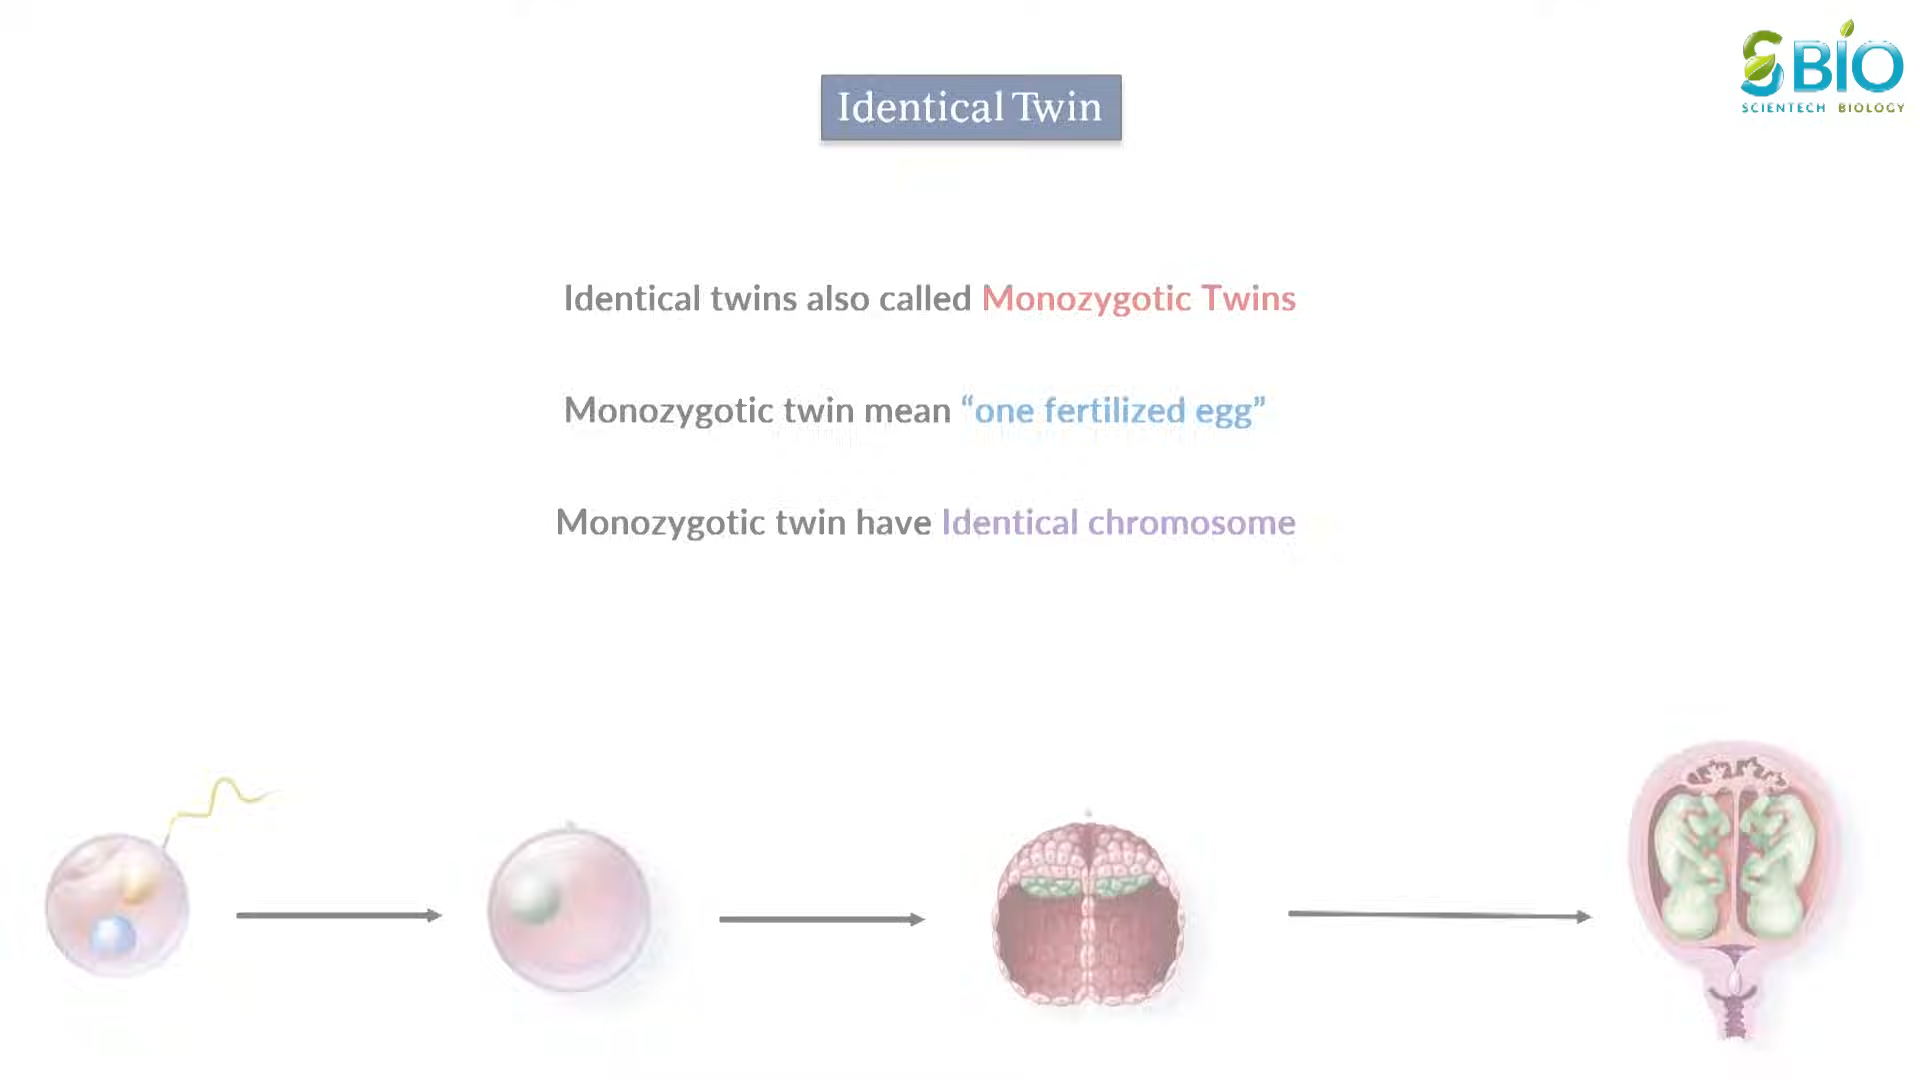 BIO
SCIENTECH BIOLOGY
Identical Twin
Identical twins also called Monozygotic Twins
Monozygotic twin mean “one fertilized egg”
Monozygotic twin have Identical chromosome